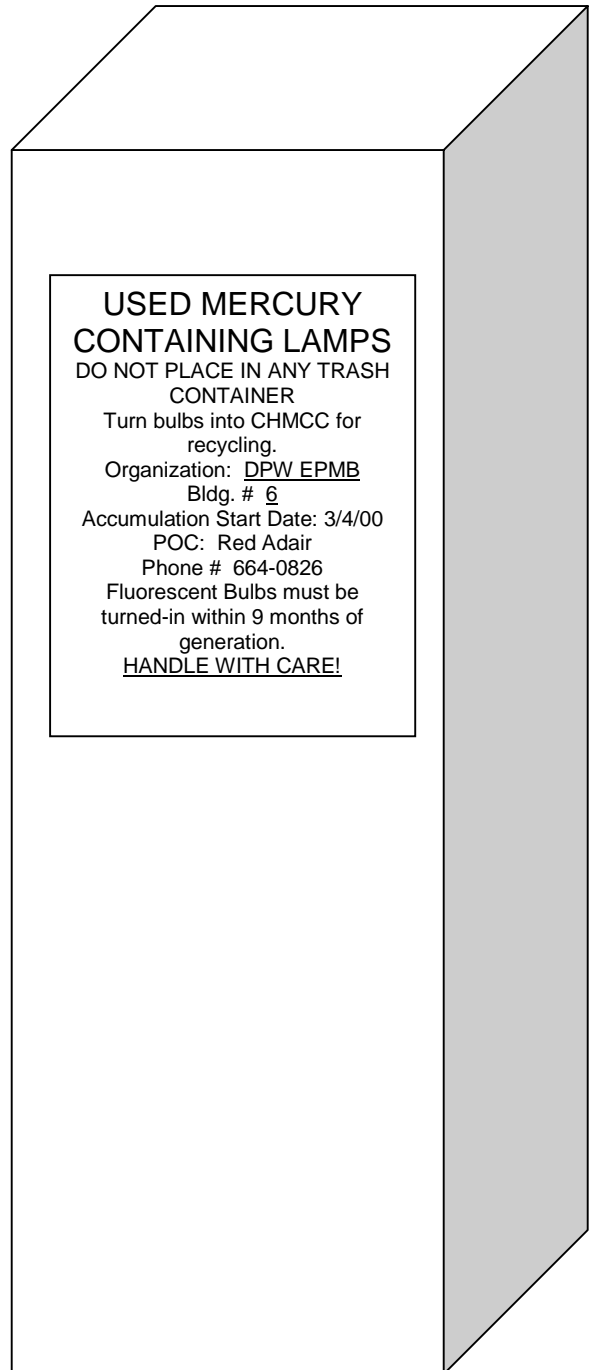 USED MERCURY
CONTAINING LAMPS
DO NOT PLACE IN ANY TRASH
CONTAINER
Turn bulbs into CHMCC for
recycling.
Organization: DPW EPMB
Bldg. # 6
Accumulation Start Date: 3/4/00
POC: Red Adair
Phone # 664-0826
Fluorescent Bulbs must be
turned-in within 9 months of
generation.
HANDLE WITH CARE!